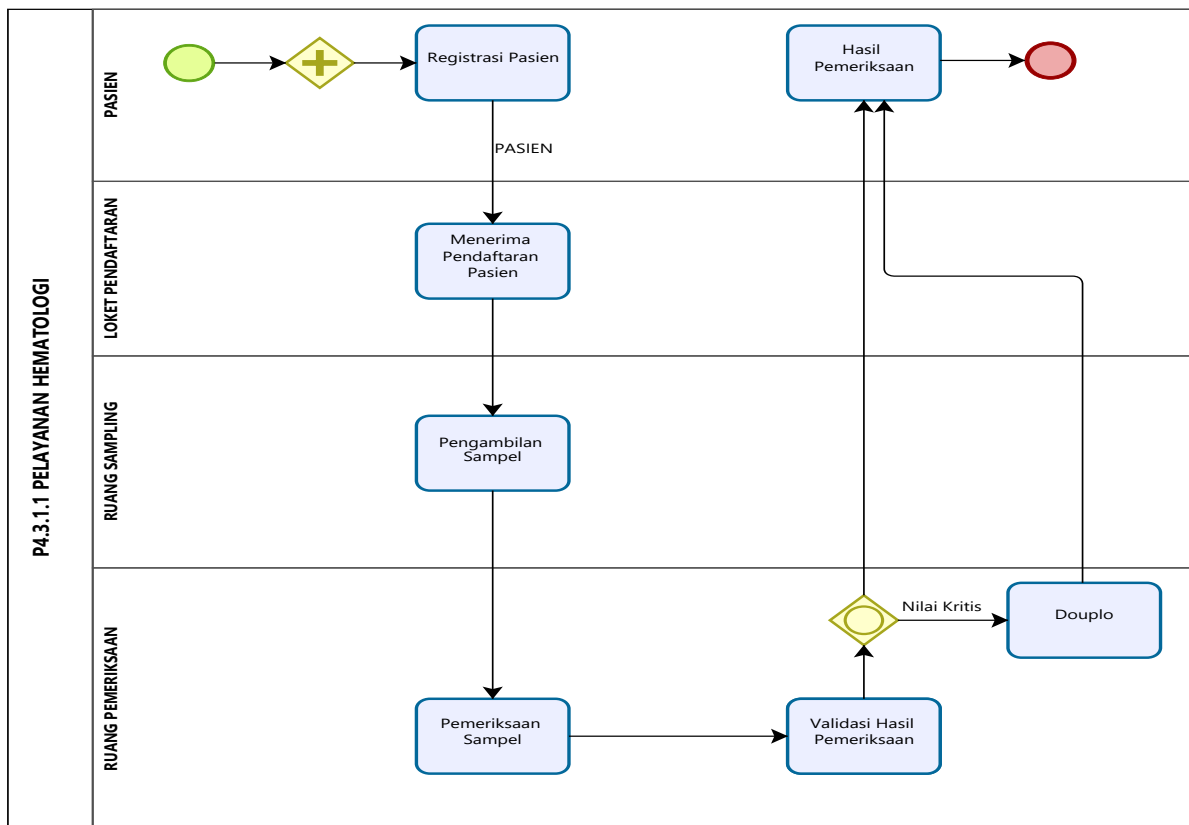 P4.3.1.1 PELAYANAN HEMATOLOGI
PASIEN
Registrasi Pasien
Hasil
Pemeriksaan
PASIEN
LOKET PENDAFTARAN
Menerima
Pendaftaran
Pasien
RUANG SAMPLING
Pengambilan
Sampel
RUANG PEMERIKSAAN
Nilai Kritis
Douplo
Pemeriksaan
Sampel
Validasi Hasil
Pemeriksaan